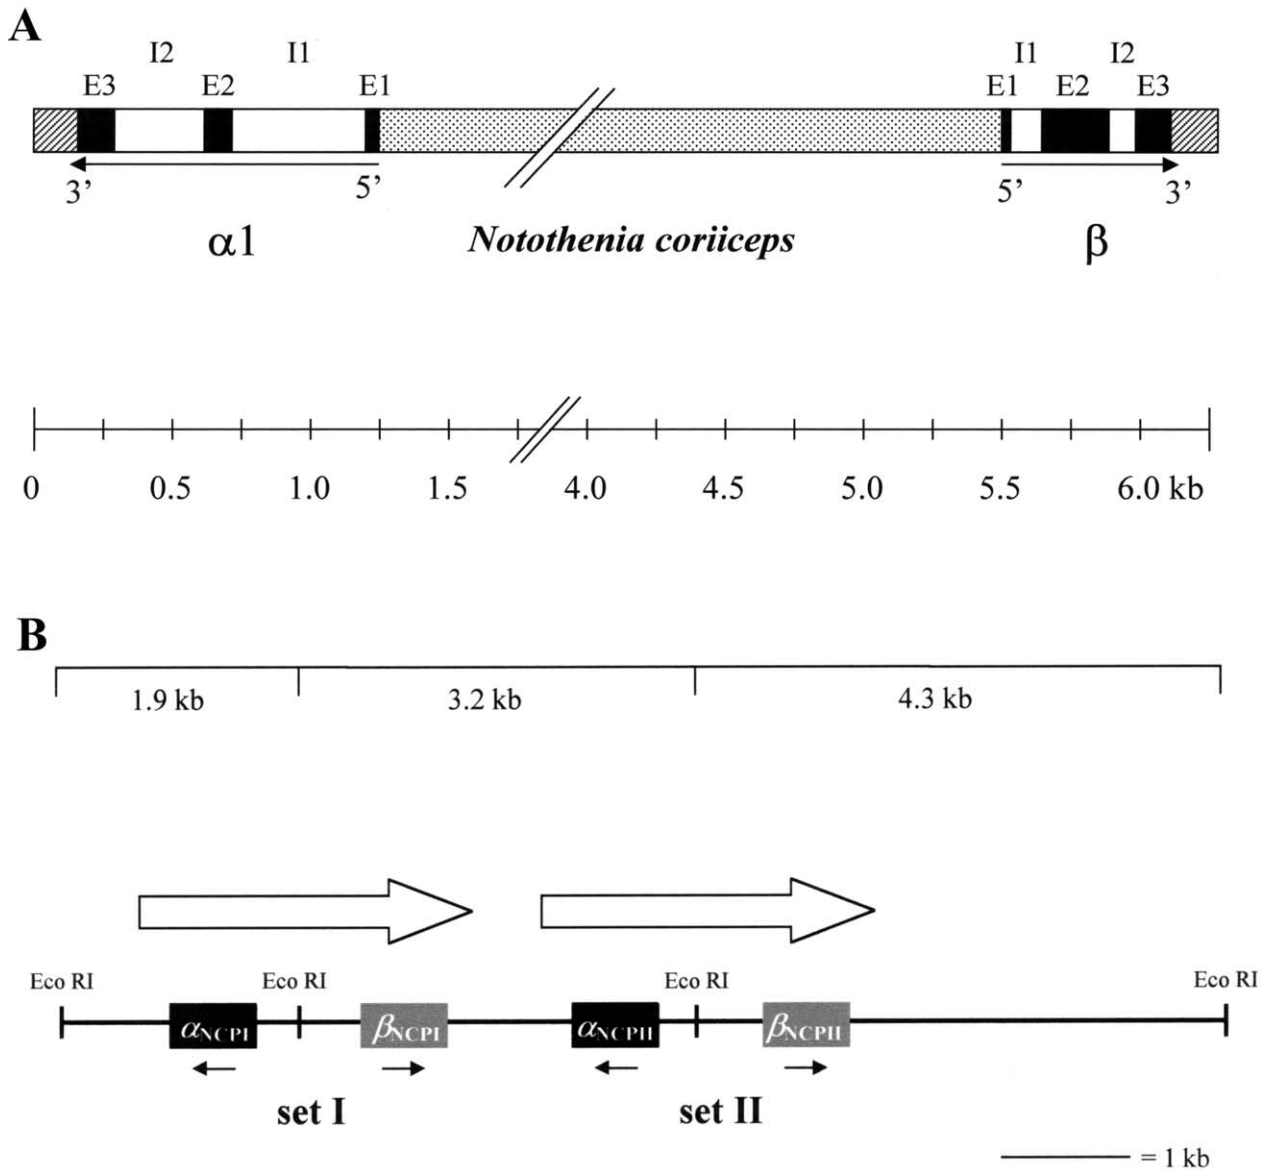 A
I2 I1 I1 I2
E3 E2 E1 E1 E2 E3
3’ 5’ 5’ 3’
α1 Notothenia coriiceps β
0 0.5 1.0 1.5 4.0 4.5 5.0 5.5 6.0 kb
B
1.9 kb 3.2 kb 4.3 kb
Eco RI Eco RI Eco RI Eco RI
αNCPI βNCPI αNCPII βNCPII
set I set II
= 1 kb